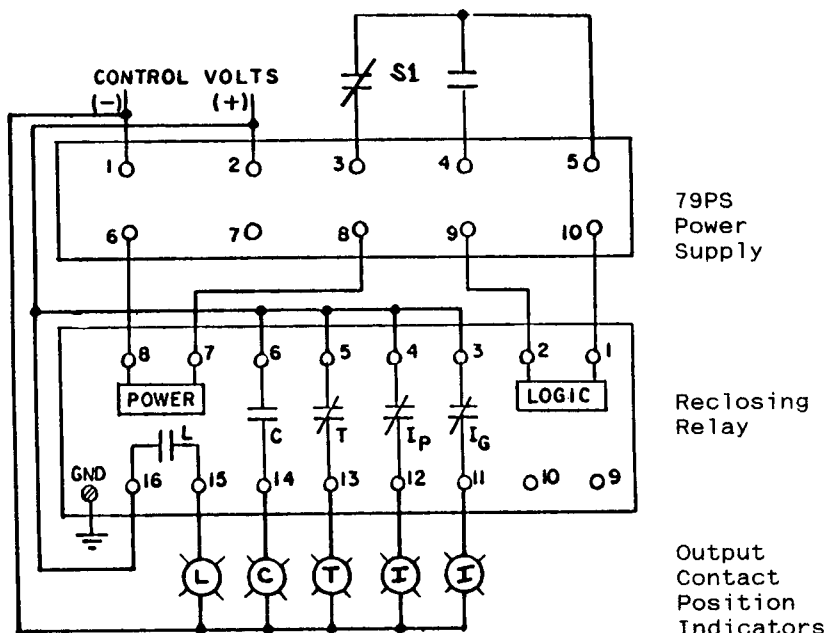 CONTROL VOLTS
(-) (+)
S1
1 2 3 4 5
6 7 8 9 10
79PS
Power
Supply
8 7 6 5 4 3 2 1
POWER
LOGIC
C T IP IG
L
Reclosing
Relay
GND
16 15 14 13 12 11 10 9
L C T I I
Output
Contact
Position
Indicators